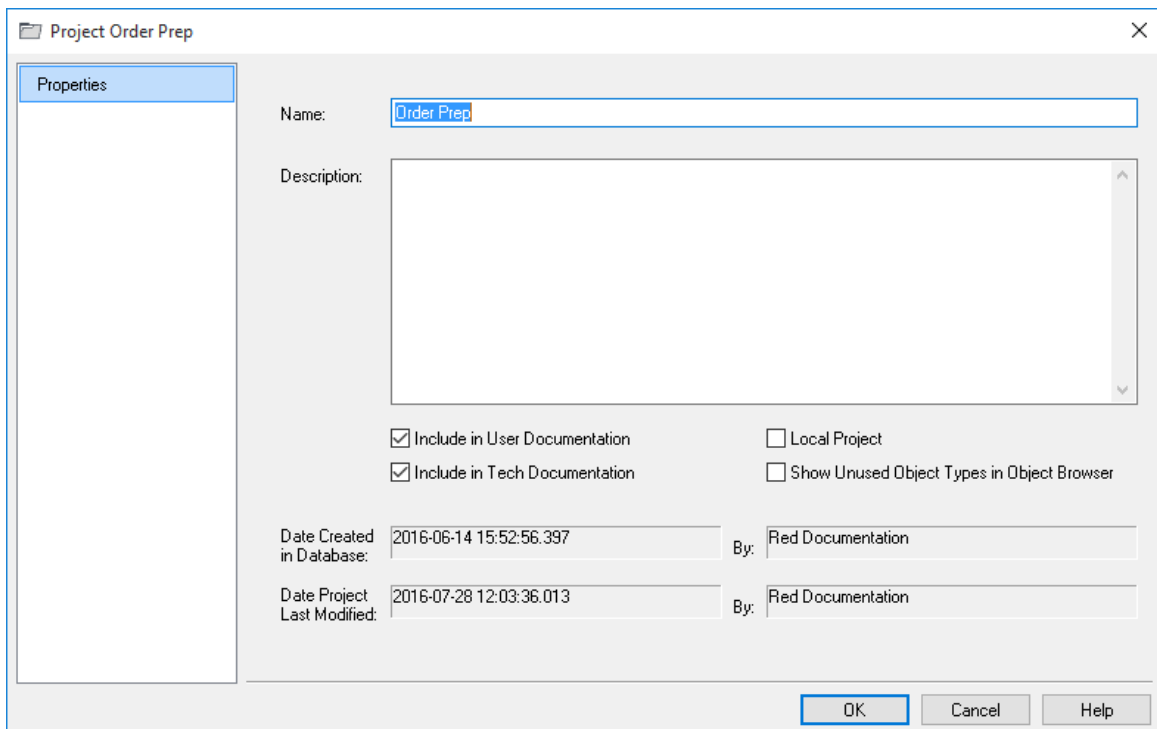 Project Order Prep
Properties
Name: Order Prep
Description:
Include in User Documentation Local Project
Include in Tech Documentation Show Unused Object Types in Object Browser
Date Created
in Database: 2016-06-14 15:52:56.397 By: Red Documentation
Date Project
Last Modified: 2016-07-28 12:03:36.013 By: Red Documentation
OK Cancel Help